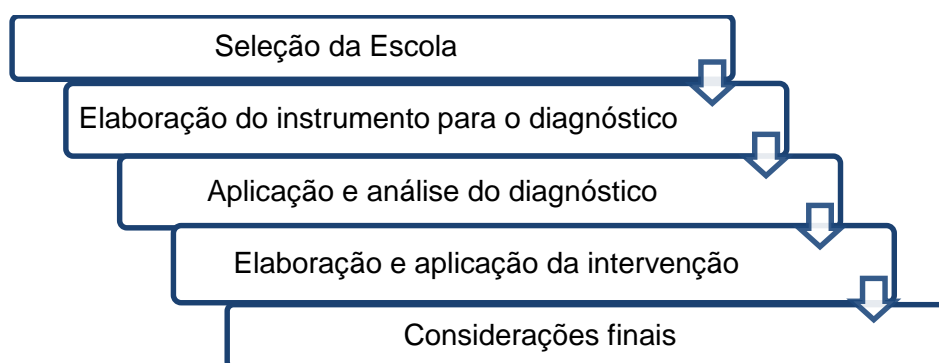 Seleção da Escola
Elaboração do instrumento para o diagnóstico
Aplicação e análise do diagnóstico
Elaboração e aplicação da intervenção
Considerações finais